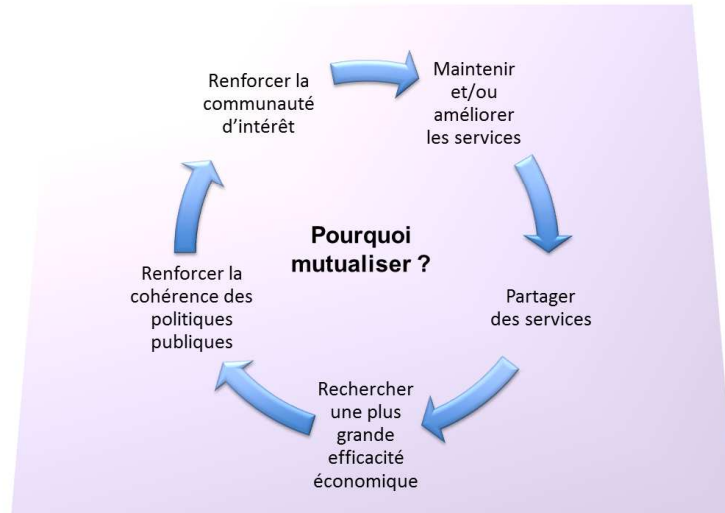 Renforcer la
communauté
d'intérêt
Maintenir
et/ou
améliorer
les services
Pourquoi
mutualiser ?
Partager
des services
Rechercher
une plus
grande
efficacité
économique
Renforcer la
cohérence des
politiques
publiques